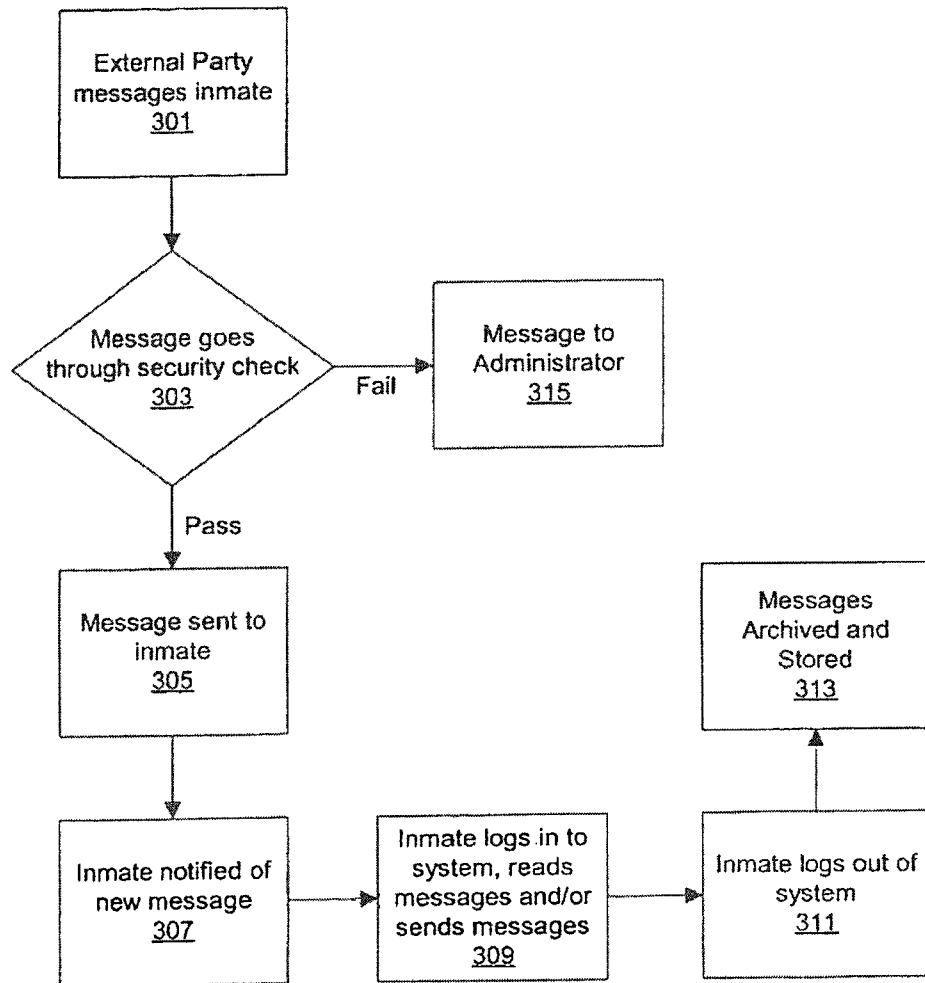 External Party
messages inmate
301
Message goes
through security check
303
Fail
Message to
Administrator
315
Pass
Message sent to
inmate
305
Messages
Archived and
Stored
313
Inmate notified of
new message
307
Inmate logs in to
system, reads
messages and/or
sends messages
309
Inmate logs out of
system
311